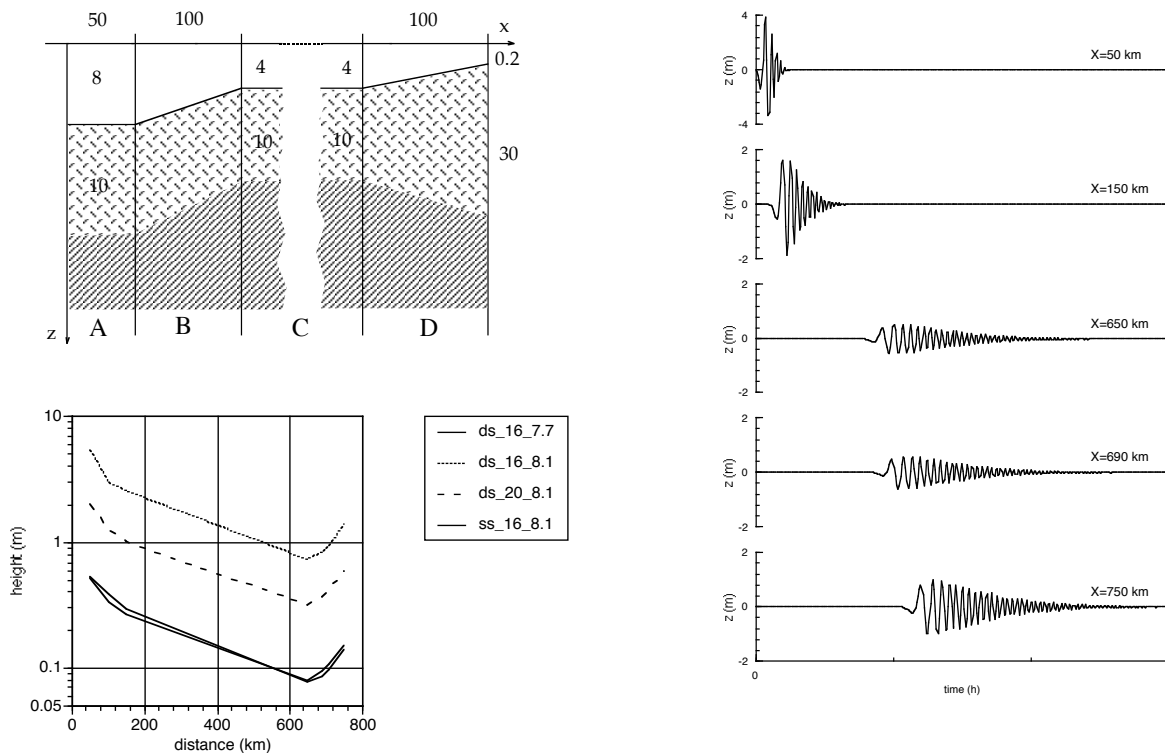 50 100 100 x
0.2
8 4 4
10 10 30
10
A B C D
z
10
1
0.1
0.05
height (m)
0 200 400 600 800
distance (km)
ds_16_7.7
ds_16_8.1
ds_20_8.1
ss_16_8.1
4
0
-4
z (m)
X=50 km
2
0
-2
z (m)
X=150 km
2
0
-2
z (m)
X=650 km
2
0
-2
z (m)
X=690 km
2
0
-2
z (m)
X=750 km
0
time (h)